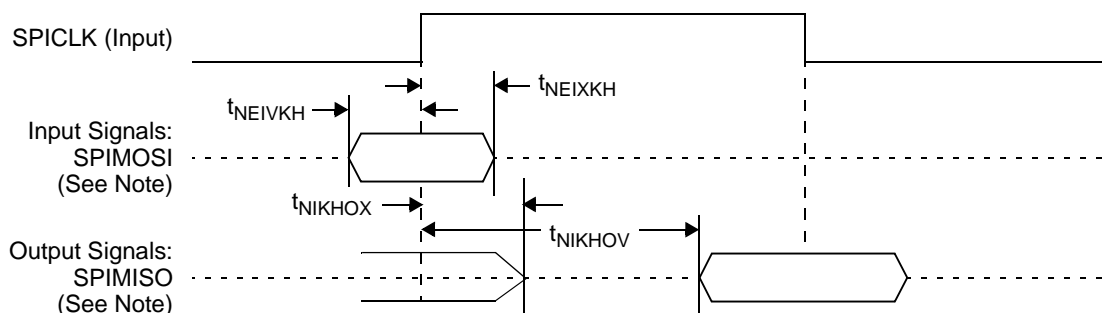 SPICLK (Input)
tNEIXKH
tNEIVKH
Input Signals:
SPIMOSI
(See Note)
tNIKHOX
tNIKHOV
Output Signals:
SPIMISO
(See Note)